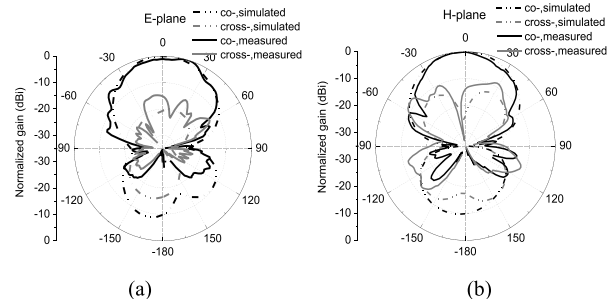 E-plane
co-,simulated
cross-,simulated
co-,measured
cross-,measured
Normalized gain (dBi)
0
-10
-20
-30
-30
-20
-10
0
0
30
60
90
120
150
-180
-150
-120
90
-60
-30
(a)
H-plane
co-,simulated
cross-,simulated
co-,measured
cross-,measured
Normalized gain (dBi)
0
-10
-20
-30
-30
-20
-10
0
0
30
60
90
120
150
-180
-150
-120
90
-60
-30
(b)